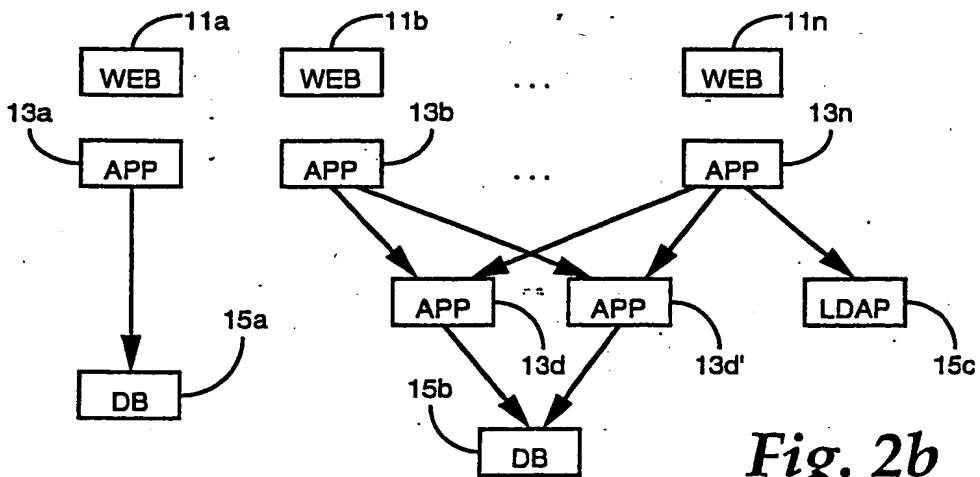 11a 11b 11n
WEB WEB ... WEB
13a 13b 13n
APP APP ... APP
APP APP LDAP
15a 13d 13d' 15c
DB 15b
DB
Fig. 2b